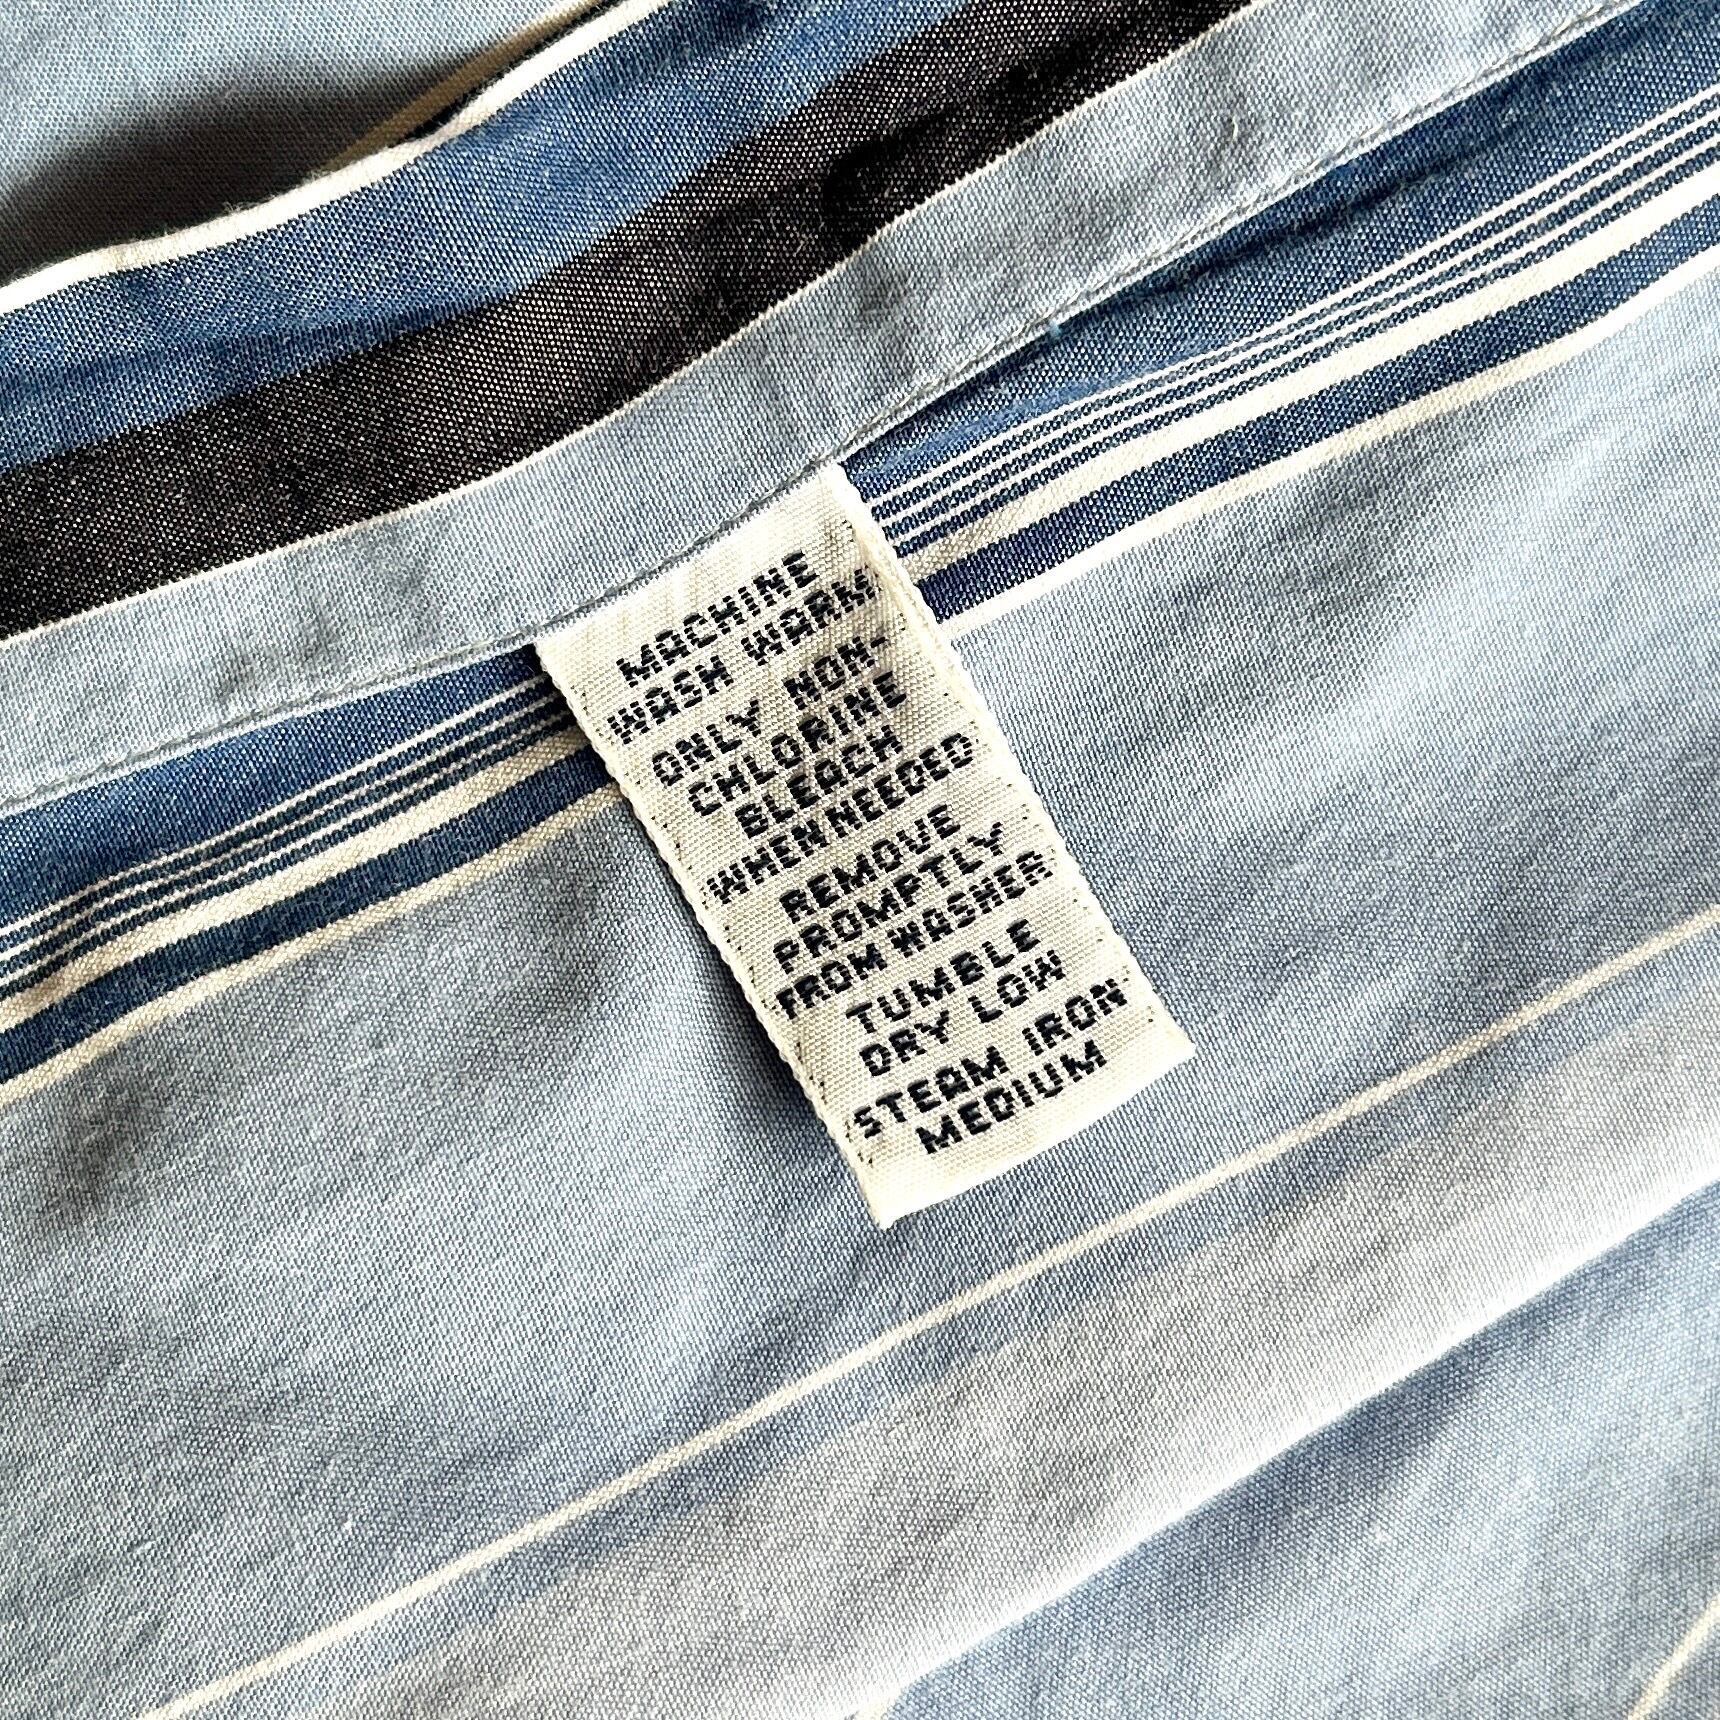 MACHINE
WASH WARM
ONLY NON-
CHLORINE
BLEACH
WHEN NEEDED
REMOVE
PROMPTLY
FROM WASHER
TUMBLE
DRY LOW
STEAM IRON
MEDIUM